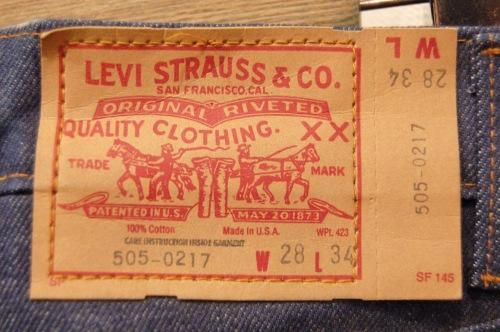 LEVI STRAUSS & CO.
SAN FRANCISCO, CAL.
ORIGINAL RIVETED
QUALITY CLOTHING. XX
TRADE MARK
PATENTED IN U.S. MAY 20 1873
100% Cotton Made in U.S.A. WPL 423
CARE INSTRUCTION INSIDE GARMENT
505-0217 W 28 L 34
SF
W L
28 34
505-0217
SF 145